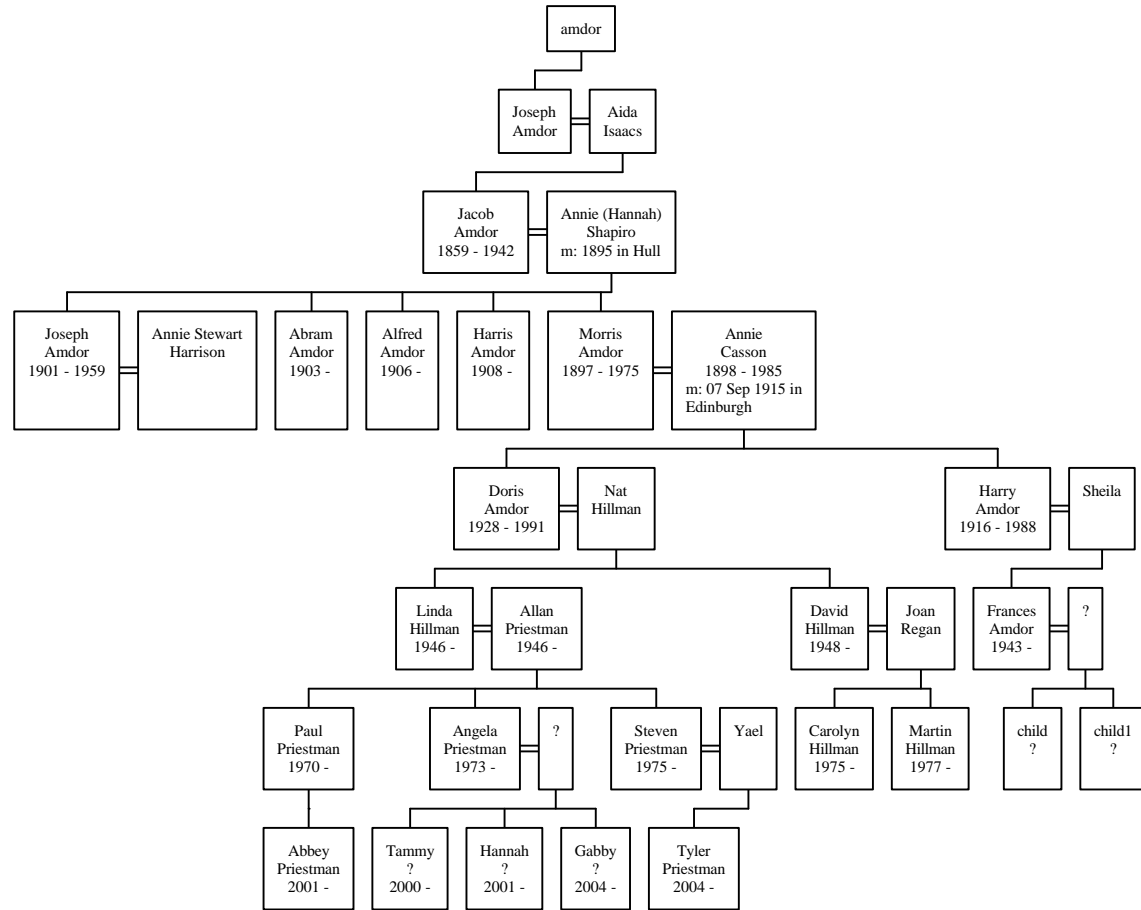 amdor
Joseph
Amdor
Aida
Isaacs
Jacob
Amdor
1859 - 1942
Annie (Hannah)
Shapiro
m: 1895 in Hull
Joseph
Amdor
1901 - 1959
Annie Stewart
Harrison
Abram
Amdor
1903 -
Alfred
Amdor
1906 -
Harris
Amdor
1908 -
Morris
Amdor
1897 - 1975
Annie
Casson
1898 - 1985
m: 07 Sep 1915 in
Edinburgh
Doris
Amdor
1928 - 1991
Nat
Hillman
Harry
Amdor
1916 - 1988
Sheila
Linda
Hillman
1946 -
Allan
Priestman
1946 -
David
Hillman
1948 -
Joan
Regan
Frances
Amdor
1943 -
?
Paul
Priestman
1970 -
Angela
Priestman
1973 -
?
Steven
Priestman
1975 -
Yael
Carolyn
Hillman
1975 -
Martin
Hillman
1977 -
child
?
child1
?
Abbey
Priestman
2001 -
Tammy
?
2000 -
Hannah
?
2001 -
Gabby
?
2004 -
Tyler
Priestman
2004 -